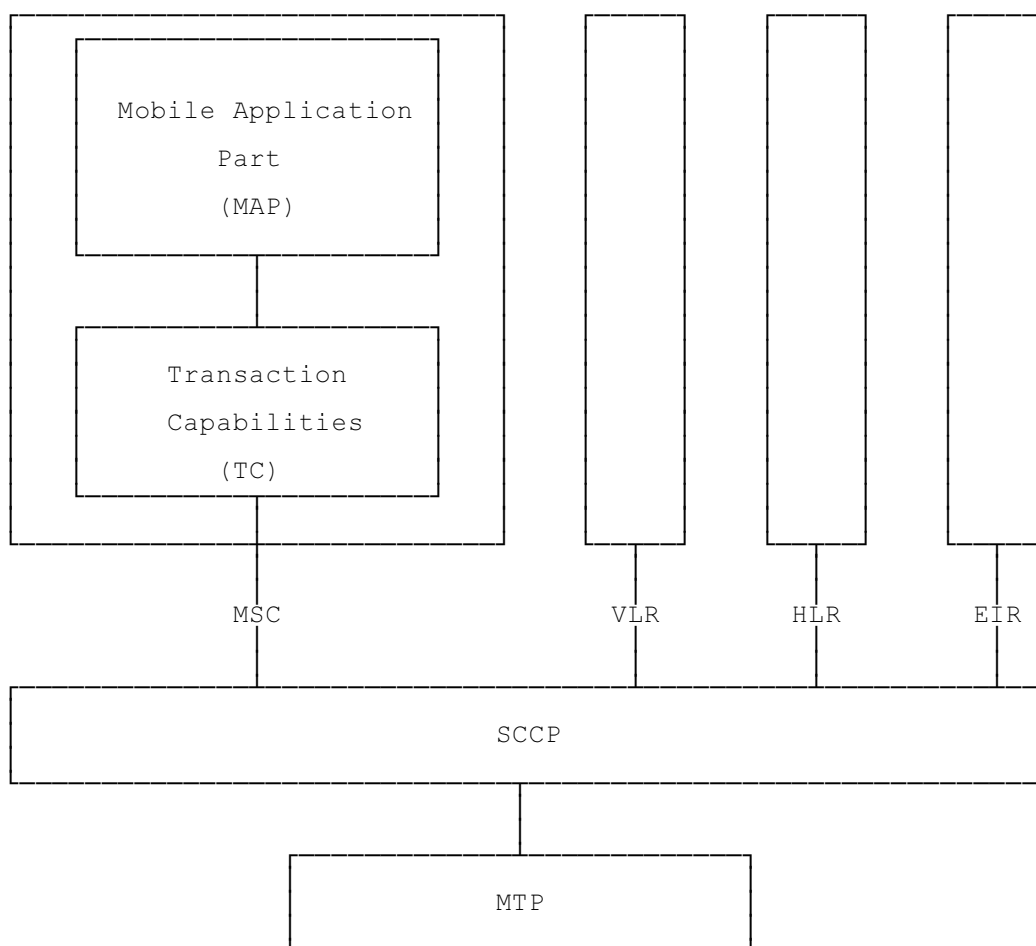 Mobile Application
Part
(MAP)
Transaction
Capabilities
(TC)
MSC
VLR
HLR
EIR
SCCP
MTP